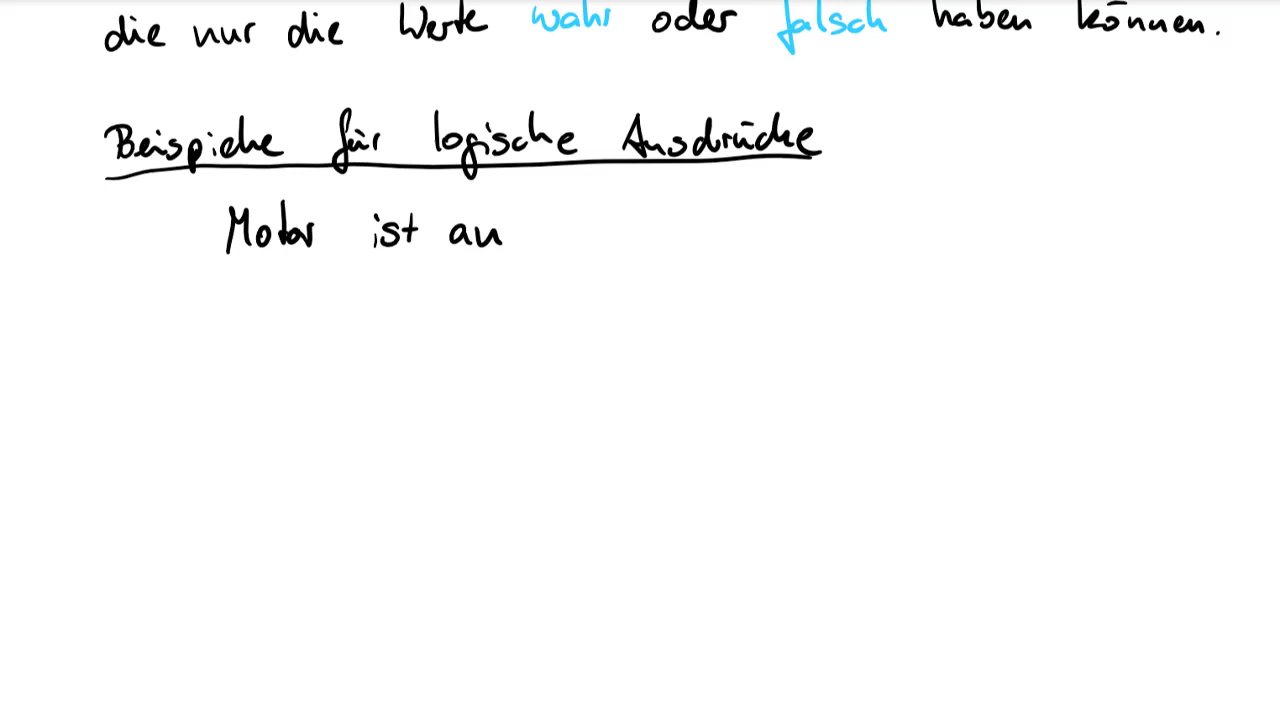 die nur die Werte wahr oder falsch haben können.
Beispiele für logische Ausdrücke
Motor ist an